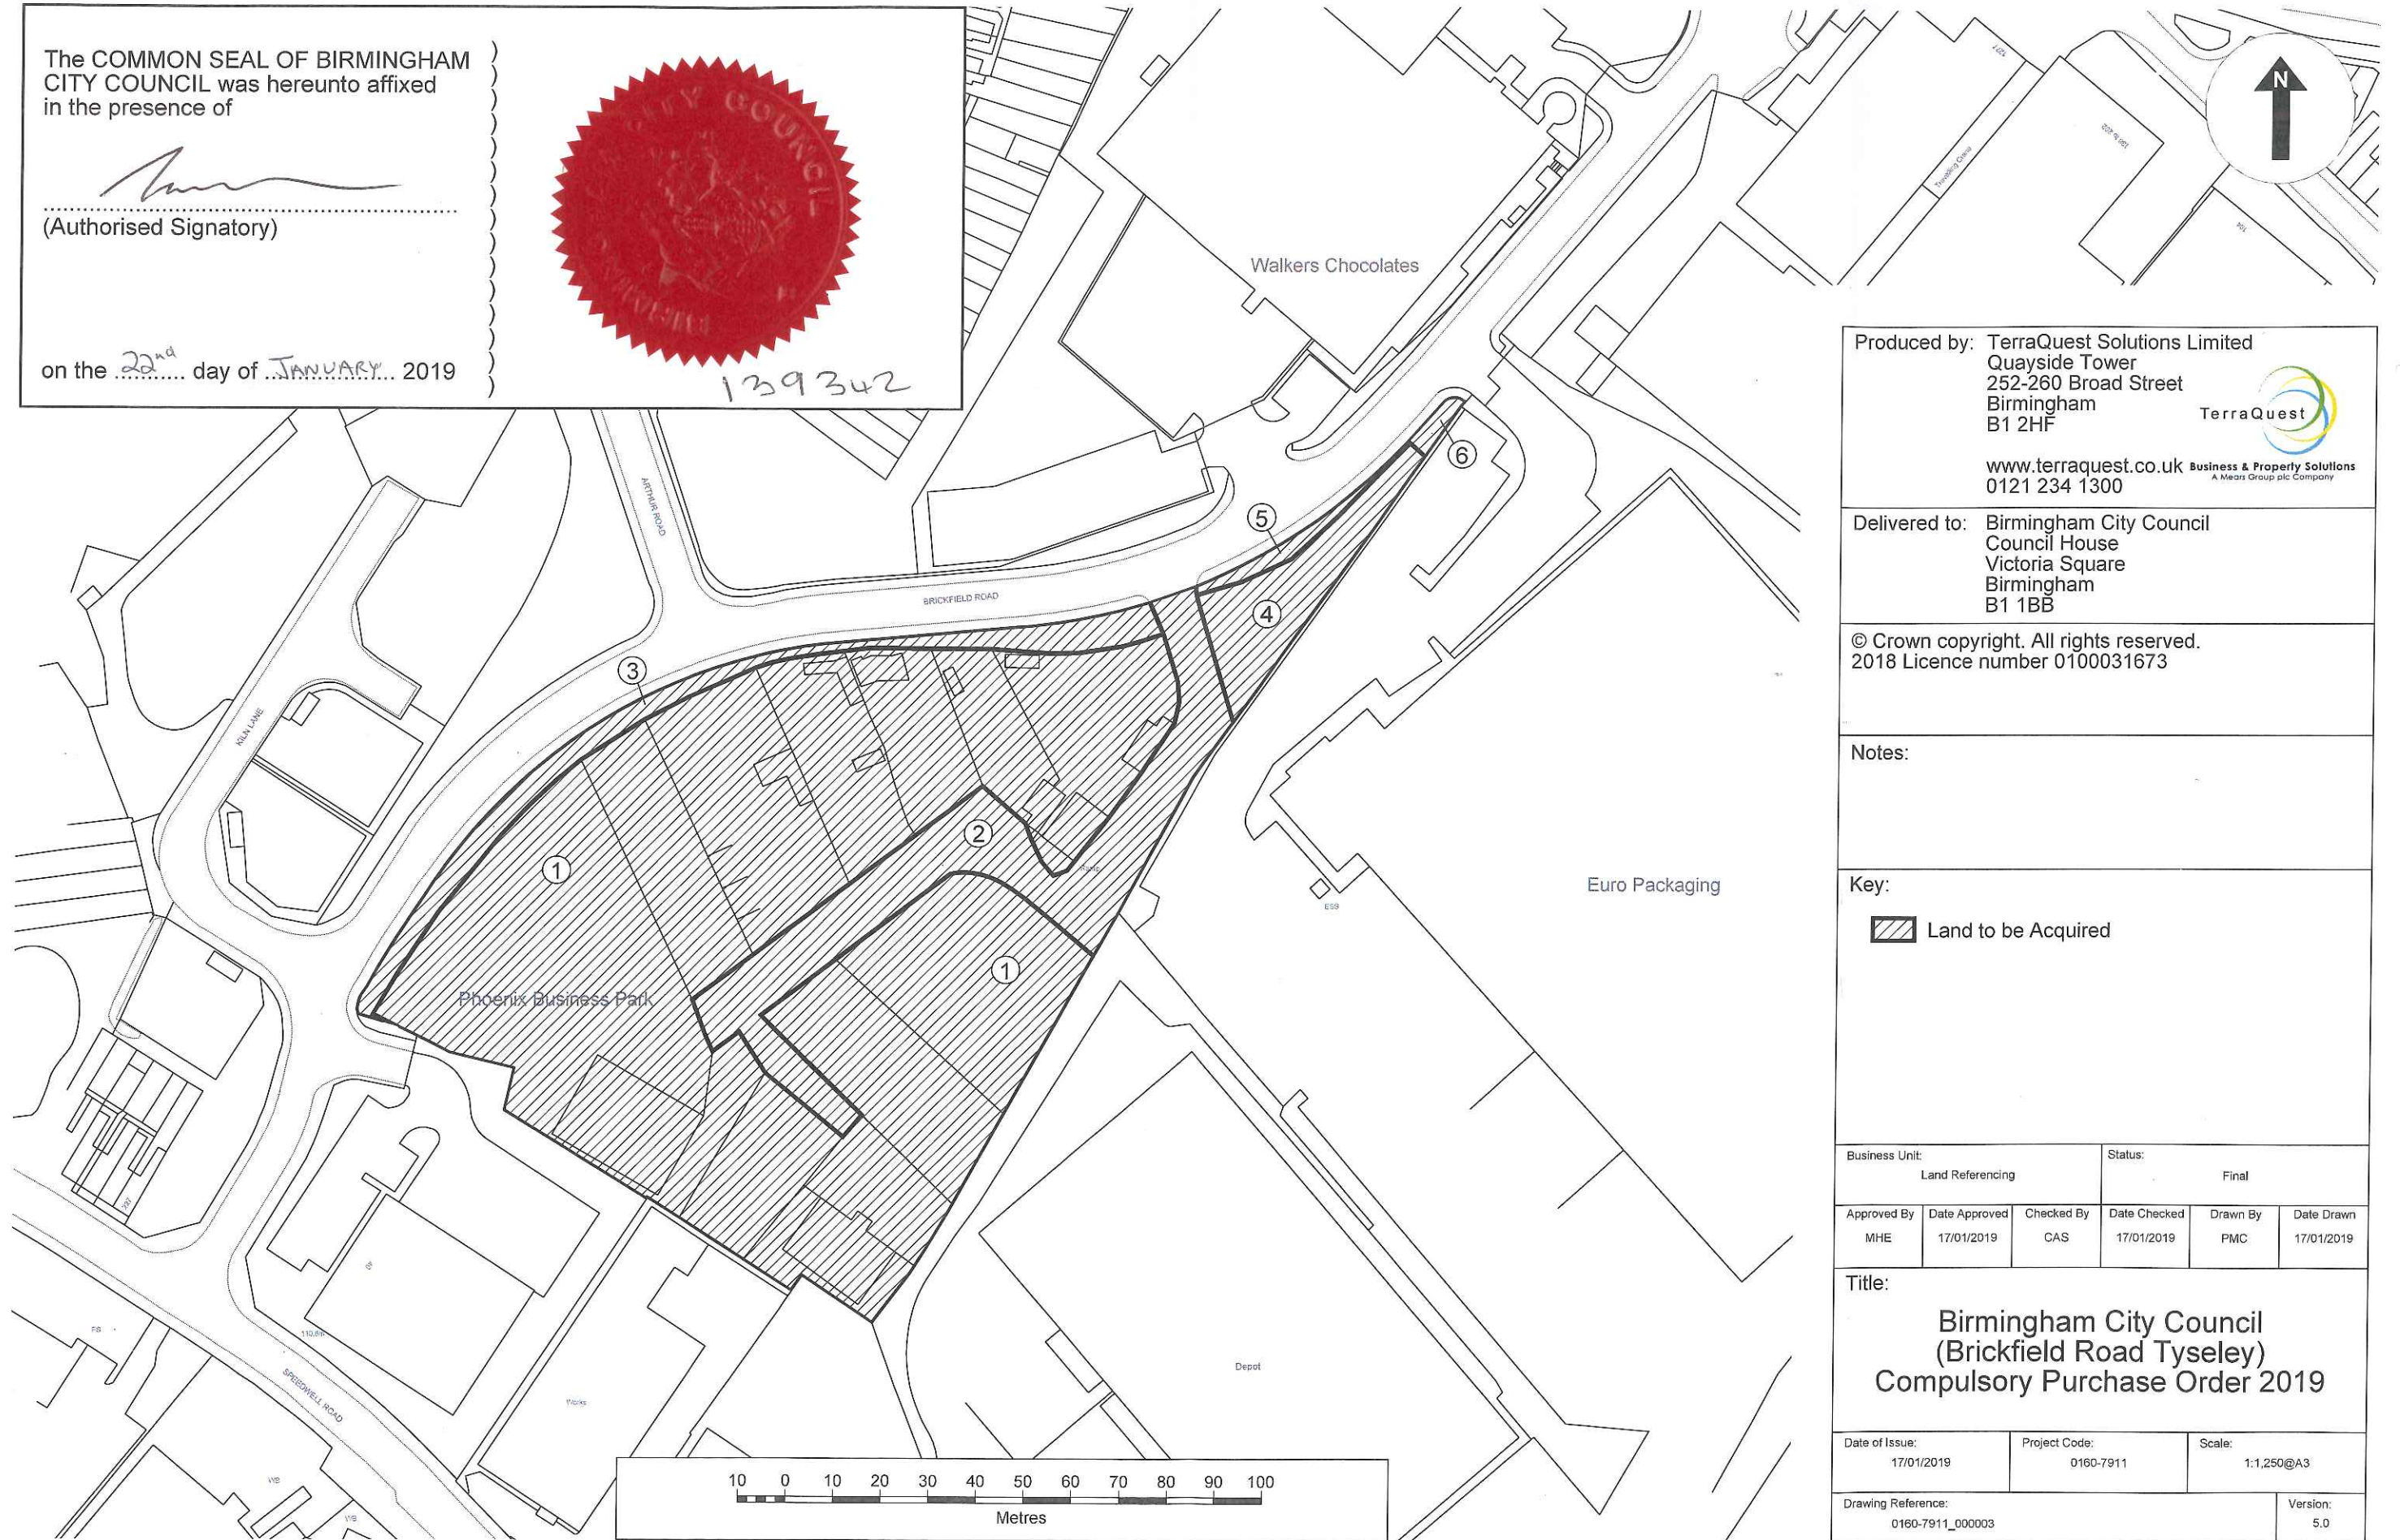 The COMMON SEAL OF BIRMINGHAM
CITY COUNCIL was hereunto affixed
in the presence of
(Authorised Signatory)
on the 22nd day of JANUARY 2019
CITY COUNCIL
139342
N
Walkers Chocolates
ARTHUR ROAD
BRICKFIELD ROAD
KILN LANE
Phoenix Business Park
Euro Packaging
ESS
Depot
Works
SPEEDWELL ROAD
110.6m
1
2
3
4
5
6
1
10 0 10 20 30 40 50 60 70 80 90 100
Metres
Produced by: TerraQuest Solutions Limited
Quayside Tower
252-260 Broad Street
Birmingham
B1 2HF
www.terraquest.co.uk
0121 234 1300
TerraQuest
Business & Property Solutions
A Mears Group plc Company
Delivered to: Birmingham City Council
Council House
Victoria Square
Birmingham
B1 1BB
© Crown copyright. All rights reserved.
2018 Licence number 0100031673
Notes:
Key:
Land to be Acquired
Business Unit:
Land Referencing
Status:
Final
Approved By Date Approved Checked By Date Checked Drawn By Date Drawn
MHE 17/01/2019 CAS 17/01/2019 PMC 17/01/2019
Title:
Birmingham City Council
(Brickfield Road Tyseley)
Compulsory Purchase Order 2019
Date of Issue:
17/01/2019
Project Code:
0160-7911
Scale:
1:1,250@A3
Drawing Reference:
0160-7911_000003
Version:
5.0